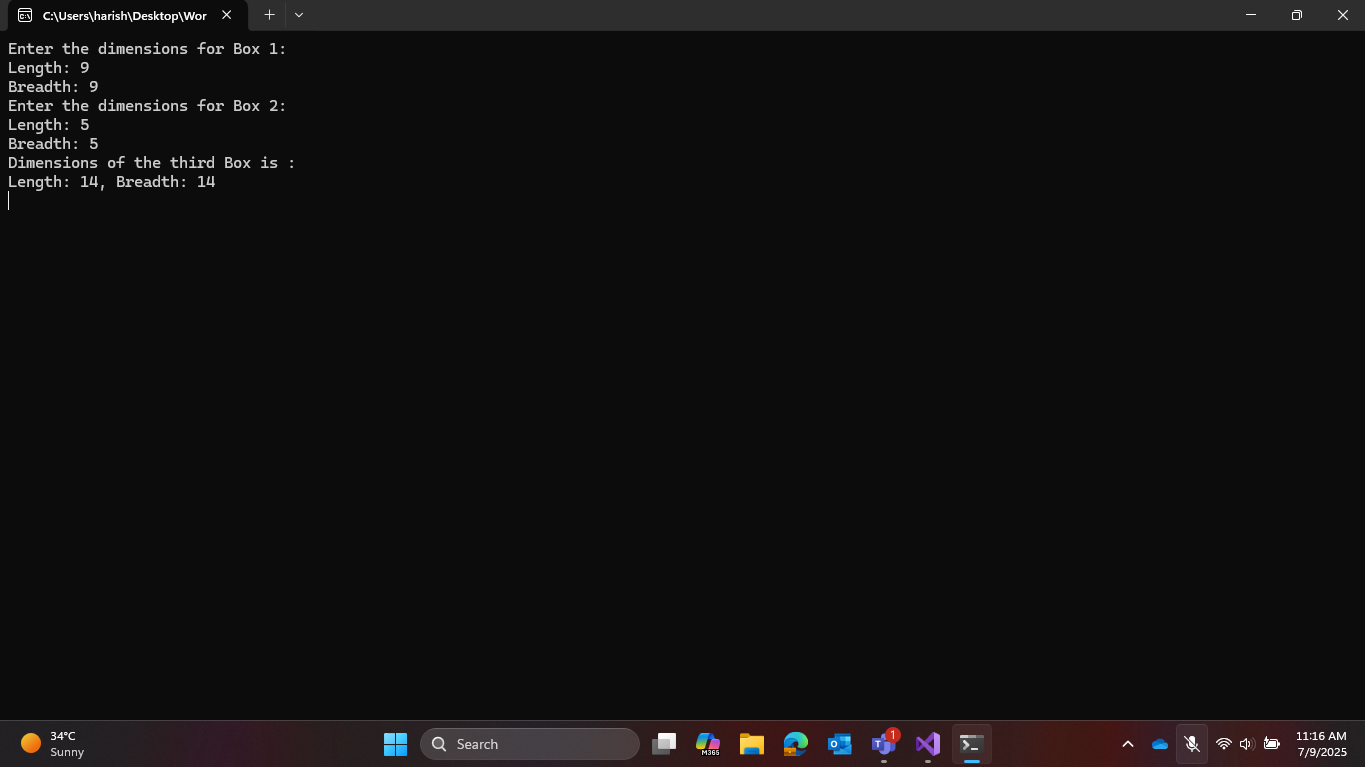 C:\Users\harish\Desktop\Wor
Enter the dimensions for Box 1:
Length: 9
Breadth: 9
Enter the dimensions for Box 2:
Length: 5
Breadth: 5
Dimensions of the third Box is :
Length: 14, Breadth: 14
34°C
Sunny
Search
M365
1
11:16 AM
7/9/2025